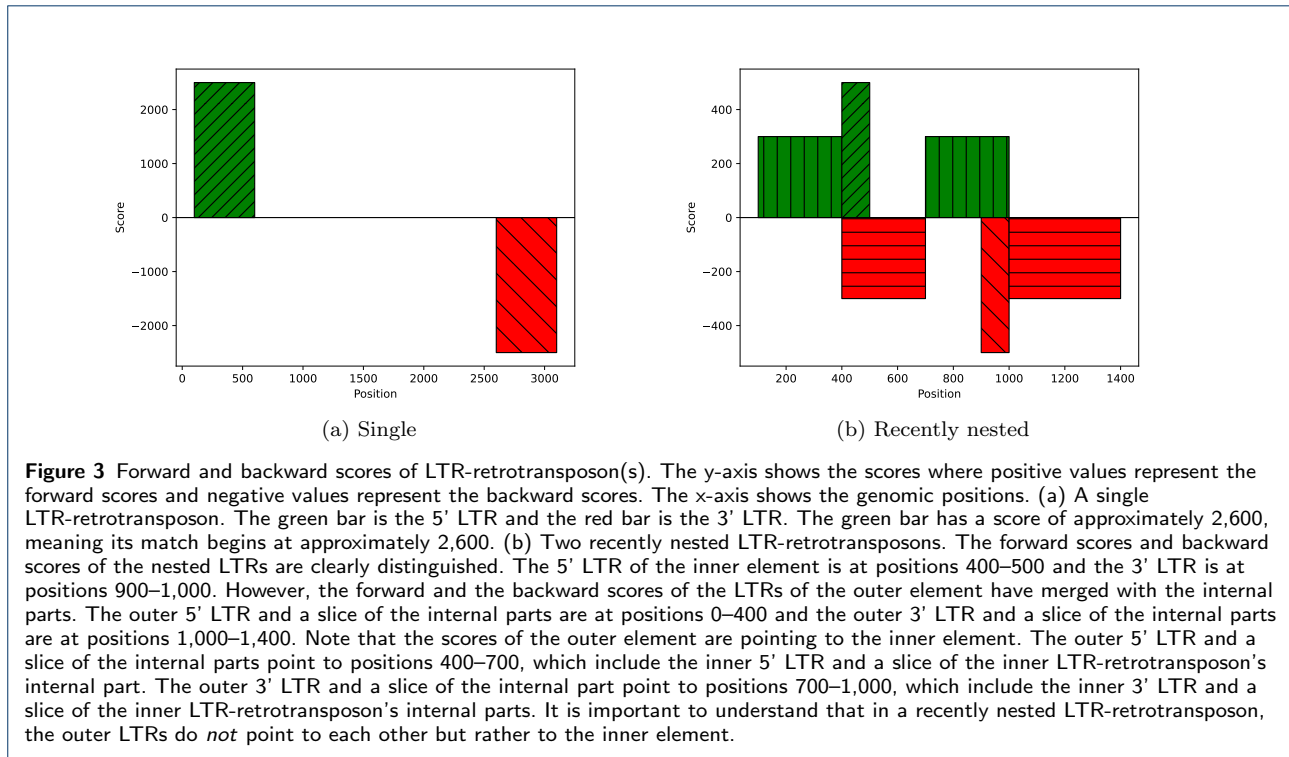 2000
1000
0
−1000
−2000
Score
0 500 1000 1500 2000 2500 3000
Position
(a) Single
400
200
0
−200
−400
Score
200 400 600 800 1000 1200 1400
Position
(b) Recently nested
Figure 3 Forward and backward scores of LTR-retrotransposon(s). The y-axis shows the scores where positive values represent the
forward scores and negative values represent the backward scores. The x-axis shows the genomic positions. (a) A single
LTR-retrotransposon. The green bar is the 5' LTR and the red bar is the 3' LTR. The green bar has a score of approximately 2,600,
meaning its match begins at approximately 2,600. (b) Two recently nested LTR-retrotransposons. The forward scores and backward
scores of the nested LTRs are clearly distinguished. The 5' LTR of the inner element is at positions 400–500 and the 3' LTR is at
positions 900–1,000. However, the forward and the backward scores of the LTRs of the outer element have merged with the internal
parts. The outer 5' LTR and a slice of the internal parts are at positions 0–400 and the outer 3' LTR and a slice of the internal parts
are at positions 1,000–1,400. Note that the scores of the outer element are pointing to the inner element. The outer 5' LTR and a
slice of the internal parts point to positions 400–700, which include the inner 5' LTR and a slice of the inner LTR-retrotransposon's
internal part. The outer 3' LTR and a slice of the internal part point to positions 700–1,000, which include the inner 3' LTR and a
slice of the inner LTR-retrotransposon's internal parts. It is important to understand that in a recently nested LTR-retrotransposon,
the outer LTRs do not point to each other but rather to the inner element.